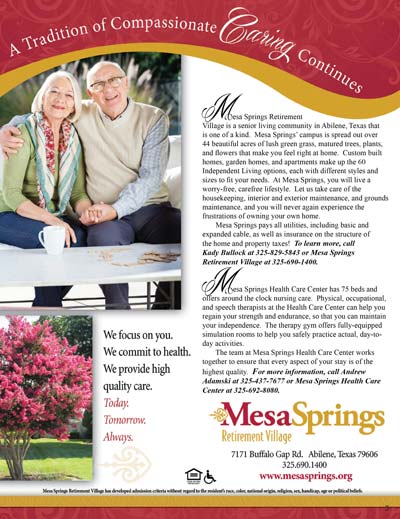 A Tradition of Compassionate Caring Continues
Mesa Springs Retirement
Village is a senior living community in Abilene, Texas that
is one of a kind. Mesa Springs' campus is spread out over
44 beautiful acres of lush green grass, matured trees, plants,
and flowers that make you feel right at home. Custom built
homes, garden homes, and apartments make up the 60
Independent Living options, each with different styles and
sizes to fit your needs. At Mesa Springs, you will live a
worry-free, carefree lifestyle. Let us take care of the
housekeeping, interior and exterior maintenance, and grounds
maintenance, and you will never again experience the
frustrations of owning your own home.
Mesa Springs pays all utilities, including basic and
expanded cable, as well as insurance on the structure of
the home and property taxes! To learn more, call
Kady Bullock at 325-829-5843 or Mesa Springs
Retirement Village at 325-690-1400.
Mesa Springs Health Care Center has 75 beds and
offers around the clock nursing care. Physical, occupational,
and speech therapists at the Health Care Center can help you
regain your strength and endurance, so that you can maintain
your independence. The therapy gym offers fully-equipped
simulation rooms to help you safely practice actual, day-to-
day activities.
The team at Mesa Springs Health Care Center works
together to ensure that every aspect of your stay is of the
highest quality. For more information, call Andrew
Adamski at 325-437-7677 or Mesa Springs Health Care
Center at 325-692-8080.
We focus on you.
We commit to health.
We provide high
quality care.
Today.
Tomorrow.
Always.
MesaSprings
Retirement Village
7171 Buffalo Gap Rd. Abilene, Texas 79606
325.690.1400
www.mesasprings.org
Mesa Springs Retirement Village has developed admission criteria without regard to the resident's race, color, national origin, religion, sex, handicap, age or political beliefs.